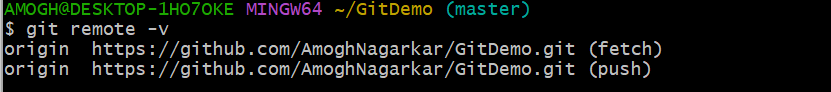 AMOGH@DESKTOP-1HO7OKE MINGW64 ~/GitDemo (master)
$ git remote -v
origin  https://github.com/AmoghNagarkar/GitDemo.git (fetch)
origin  https://github.com/AmoghNagarkar/GitDemo.git (push)